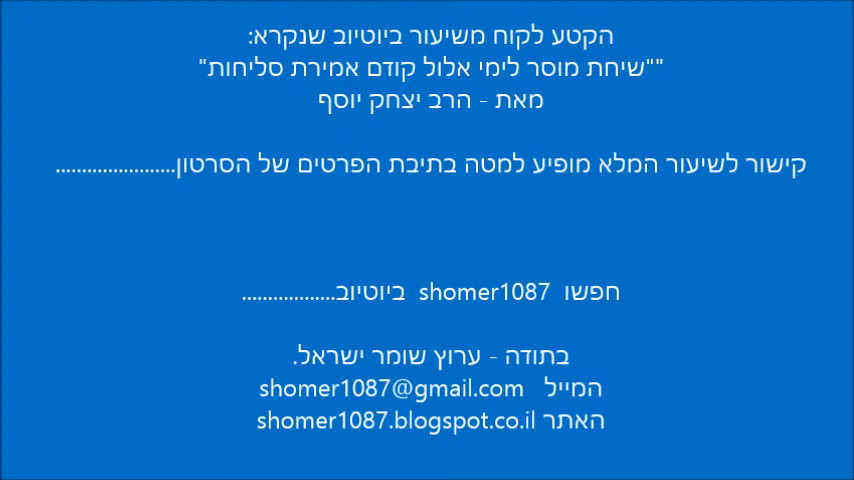 הקטע לקוח משיעור ביוטיוב שנקרא:
""שיחת מוסר לימי אלול קודם אמירת סליחות"
מאת - הרב יצחק יוסף
קישור לשיעור המלא מופיע למטה בתיבת הפרטים של הסרטון.......................
חפשו shomer1087 ביוטיוב..................
בתודה - ערוץ שומר ישראל.
המייל shomer1087@gmail.com
האתר shomer1087.blogspot.co.il